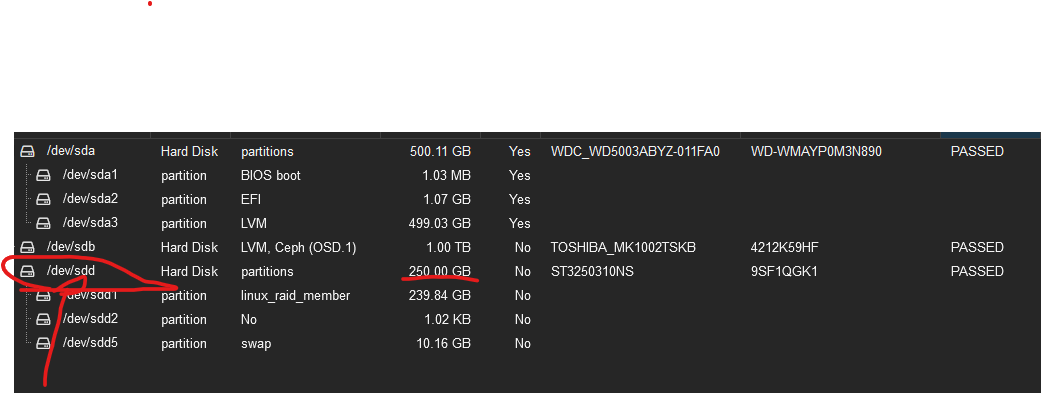 /dev/sda Hard Disk partitions 500.11 GB Yes WDC_WD5003ABYZ-011FA0 WD-WMAYP0M3N890 PASSED
/dev/sda1 partition BIOS boot 1.03 MB Yes
/dev/sda2 partition EFI 1.07 GB Yes
/dev/sda3 partition LVM 499.03 GB Yes
/dev/sdb Hard Disk LVM, Ceph (OSD.1) 1.00 TB No TOSHIBA_MK1002TSKB 4212K59HF PASSED
/dev/sdd Hard Disk partitions 250.00 GB No ST3250310NS 9SF1QGK1 PASSED
/dev/sdd1 partition linux_raid_member 239.84 GB No
/dev/sdd2 partition No 1.02 KB No
/dev/sdd5 partition swap 10.16 GB No